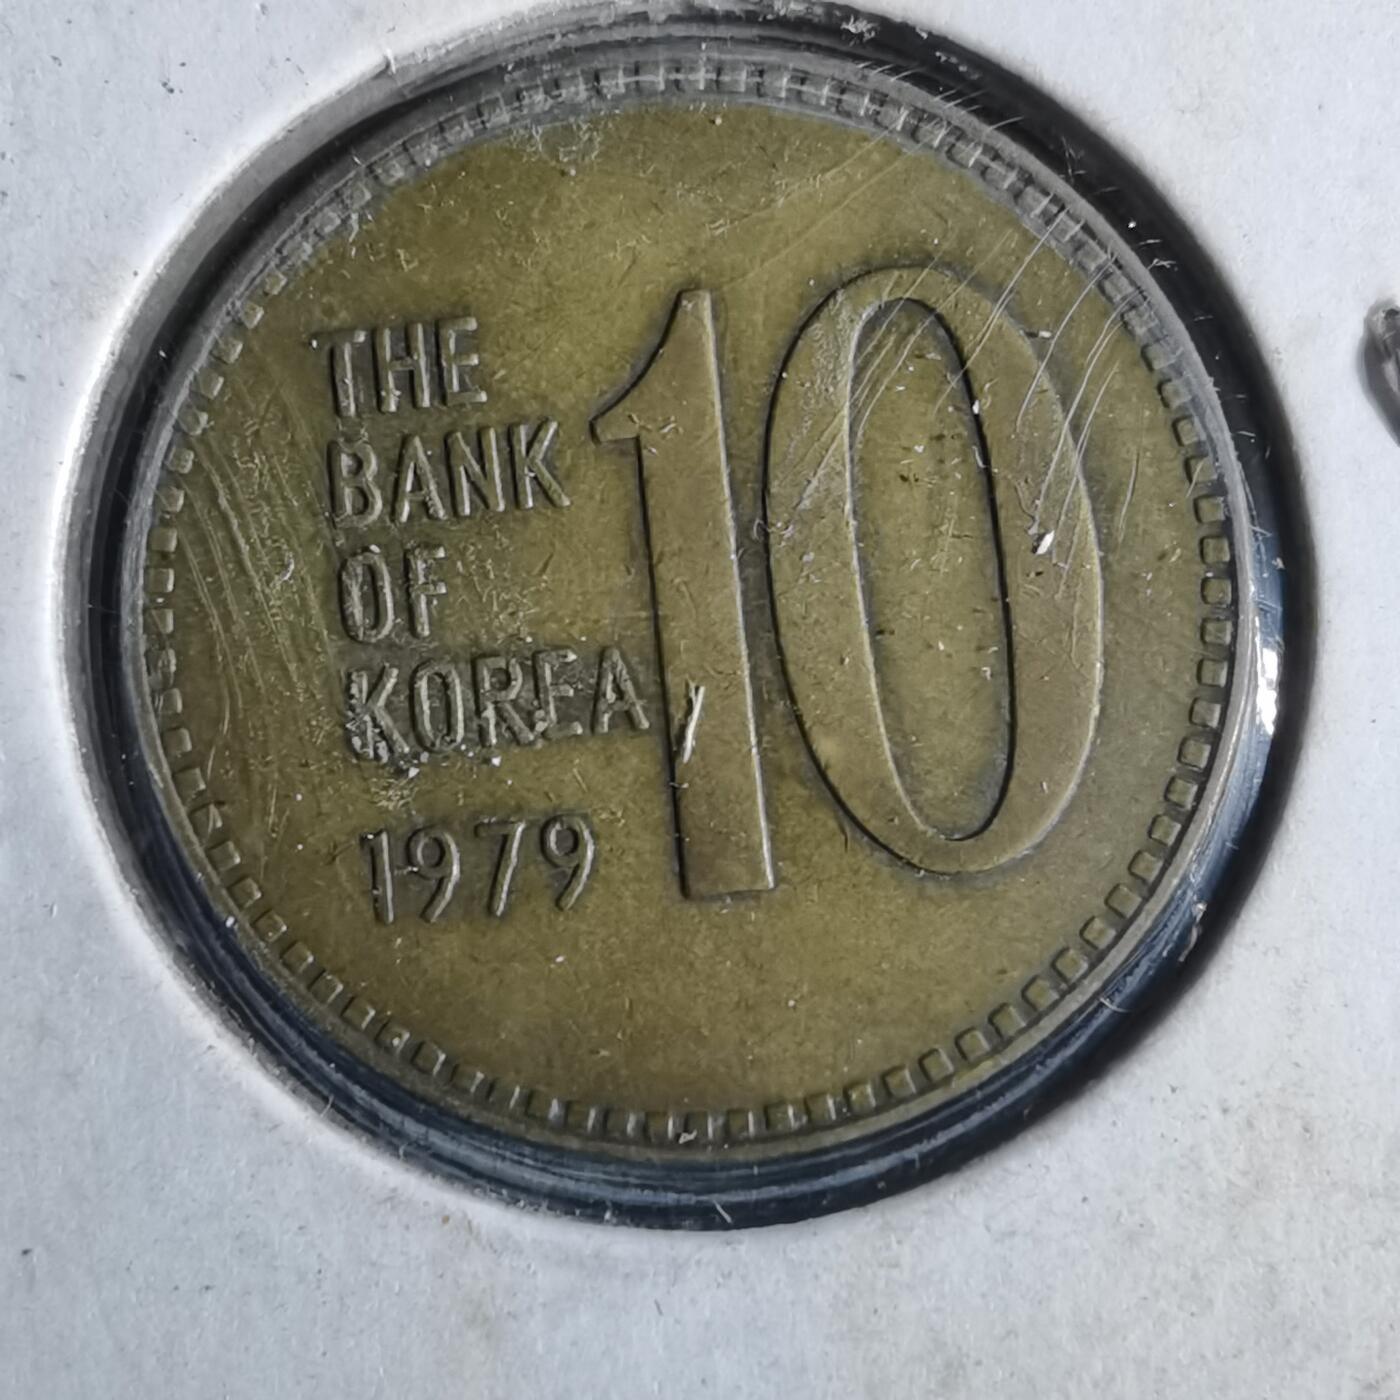 THE
BANK
OF
KOREA
1979
10